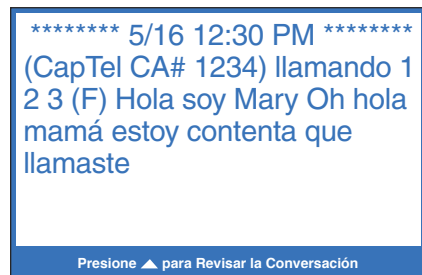 ******** 5/16 12:30 PM ********
(CapTel CA# 1234) llamando 1
2 3 (F) Hola soy Mary Oh hola
mamá estoy contenta que
llamaste
Presione ▲ para Revisar la Conversación